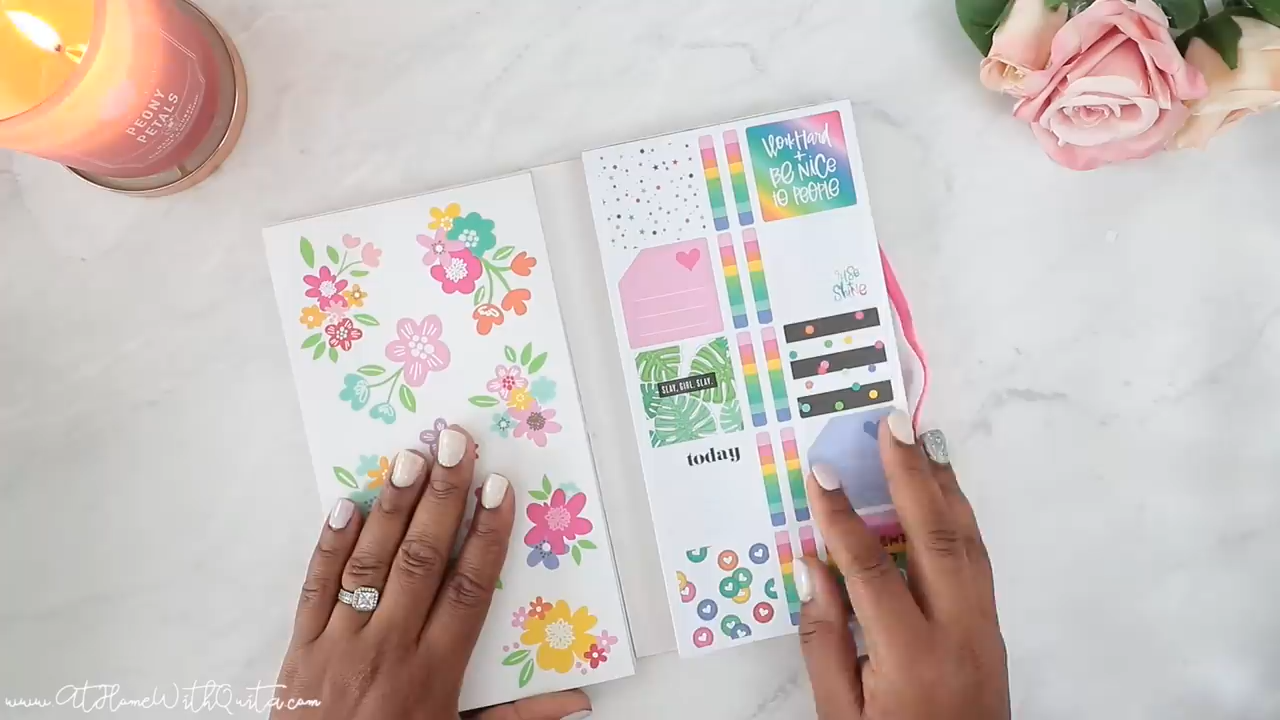 PEONY
PETALS
Work Hard
+
BE NICE
TO PEOPLE
RISE
Shine
SLAY, GIRL, SLAY.
today
www.AtHomeWithQuita.com